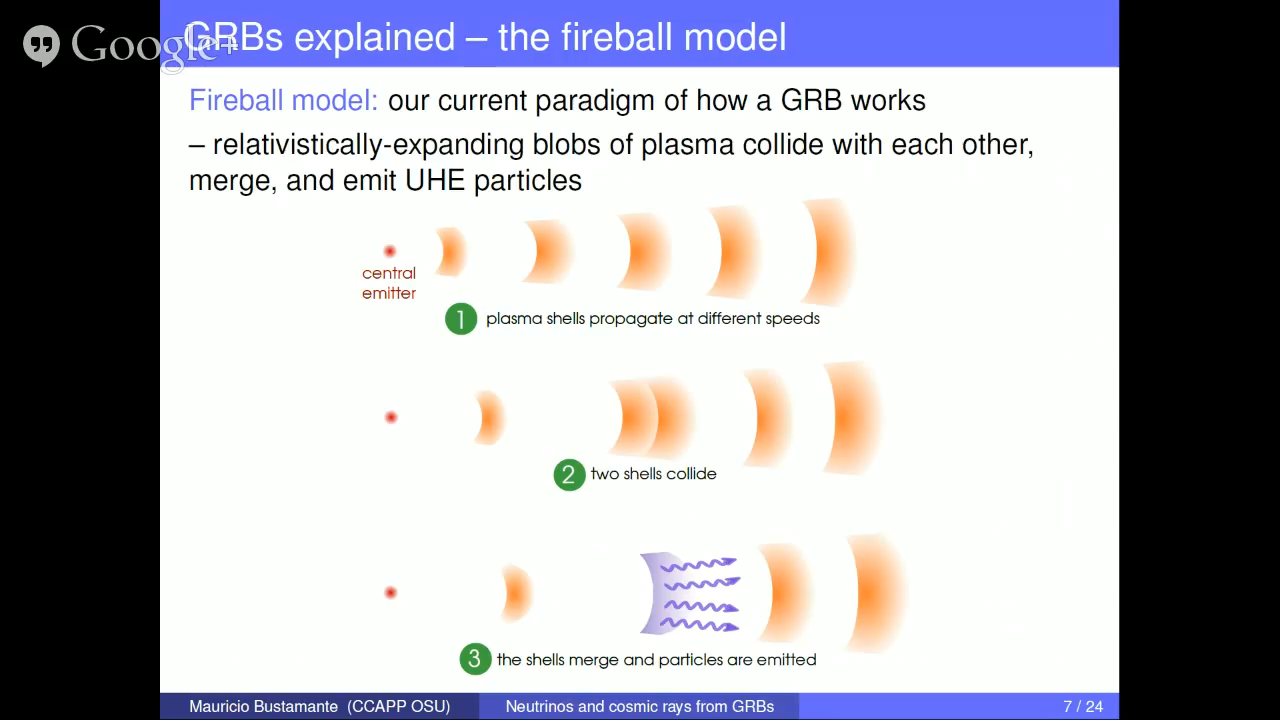 GRBs explained – the fireball model
Google+
Fireball model: our current paradigm of how a GRB works
– relativistically-expanding blobs of plasma collide with each other,
merge, and emit UHE particles
central
emitter
1 plasma shells propagate at different speeds
2 two shells collide
3 the shells merge and particles are emitted
Mauricio Bustamante (CCAPP OSU) Neutrinos and cosmic rays from GRBs 7 / 24